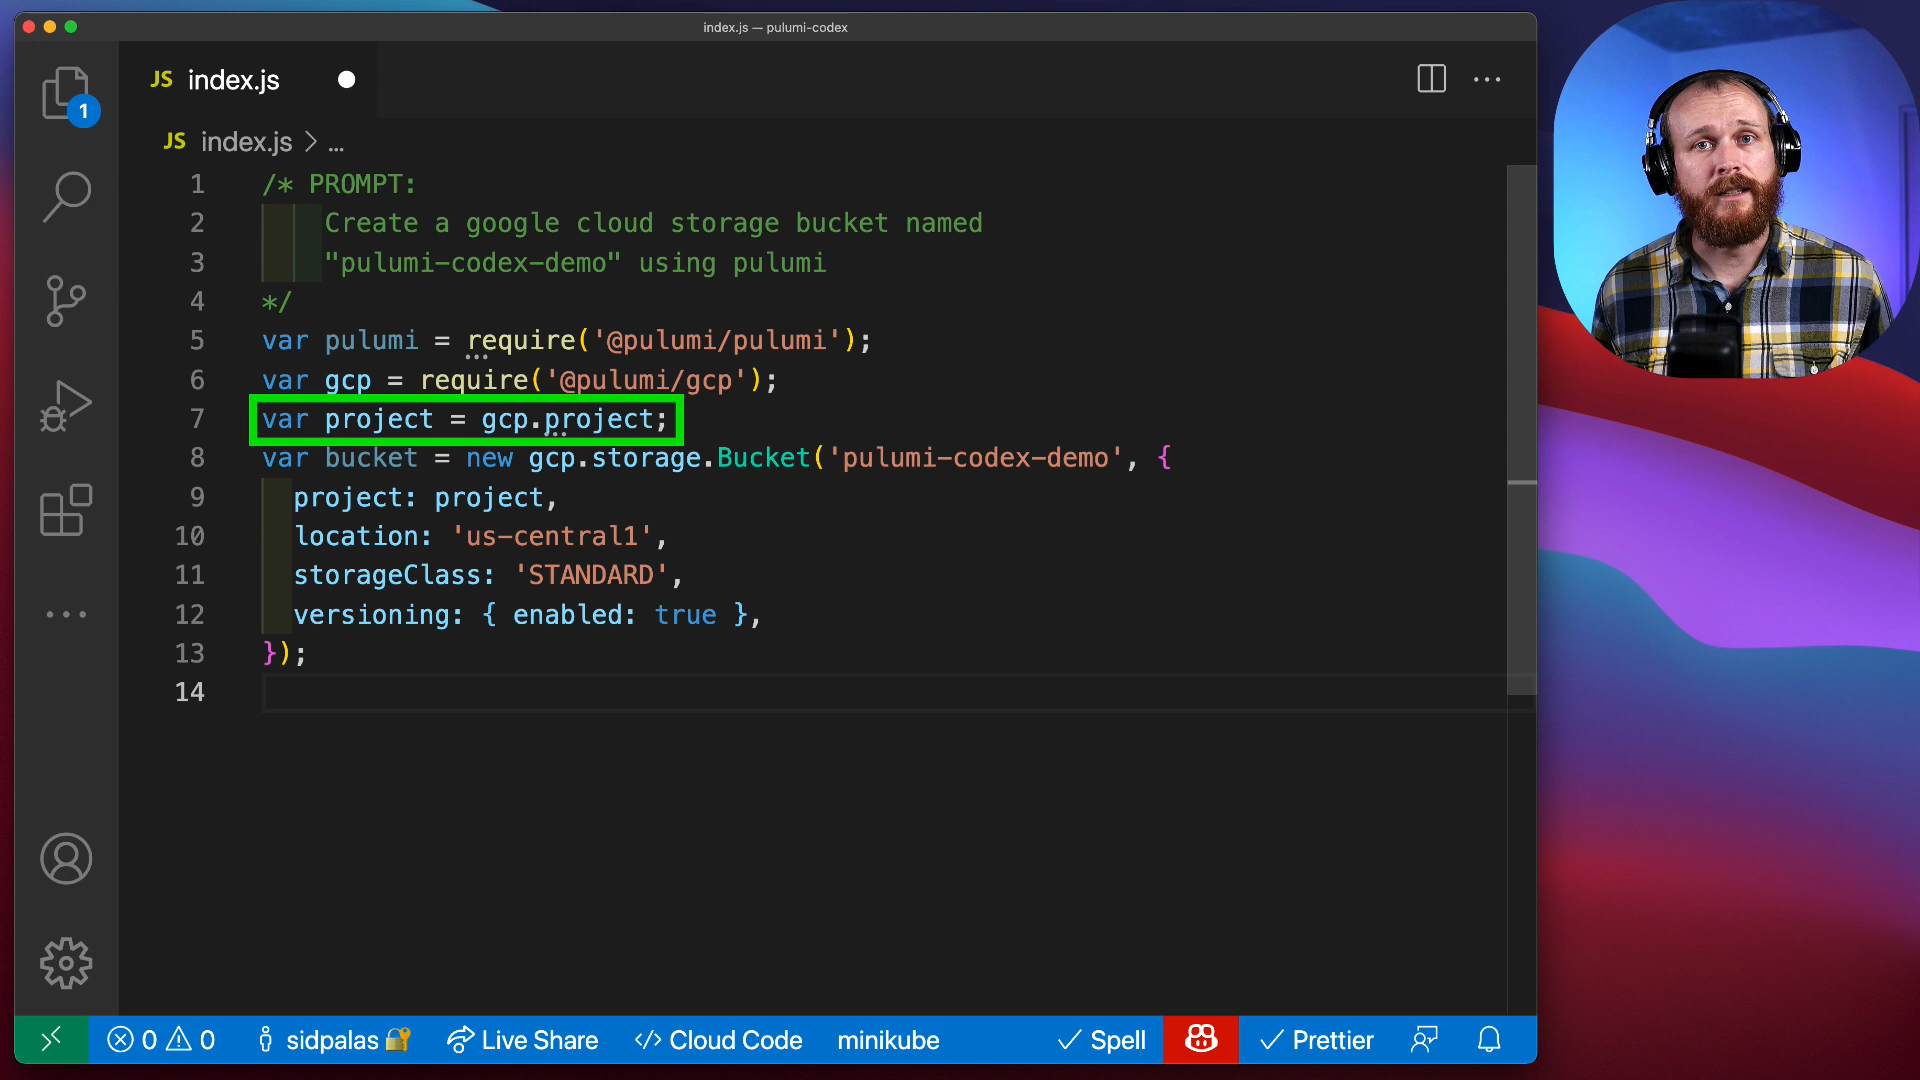 index.js — pulumi-codex
JS index.js
1
JS index.js > ...
1 /* PROMPT:
2 Create a google cloud storage bucket named
3 "pulumi-codex-demo" using pulumi
4 */
5 var pulumi = require('@pulumi/pulumi');
6 var gcp = require('@pulumi/gcp');
7 var project = gcp.project;
8 var bucket = new gcp.storage.Bucket('pulumi-codex-demo', {
9 project: project,
10 location: 'us-central1',
11 storageClass: 'STANDARD',
12 versioning: { enabled: true },
13 });
14
0 0 sidpalas Live Share </> Cloud Code minikube Spell Prettier